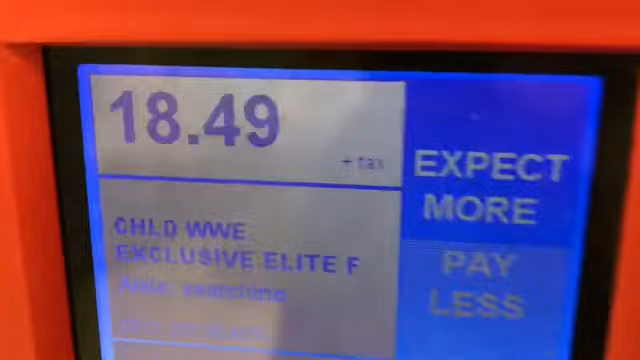 18.49
+ tax
EXPECT
MORE
PAY
LESS
CHLD WWE
EXCLUSIVE ELITE F